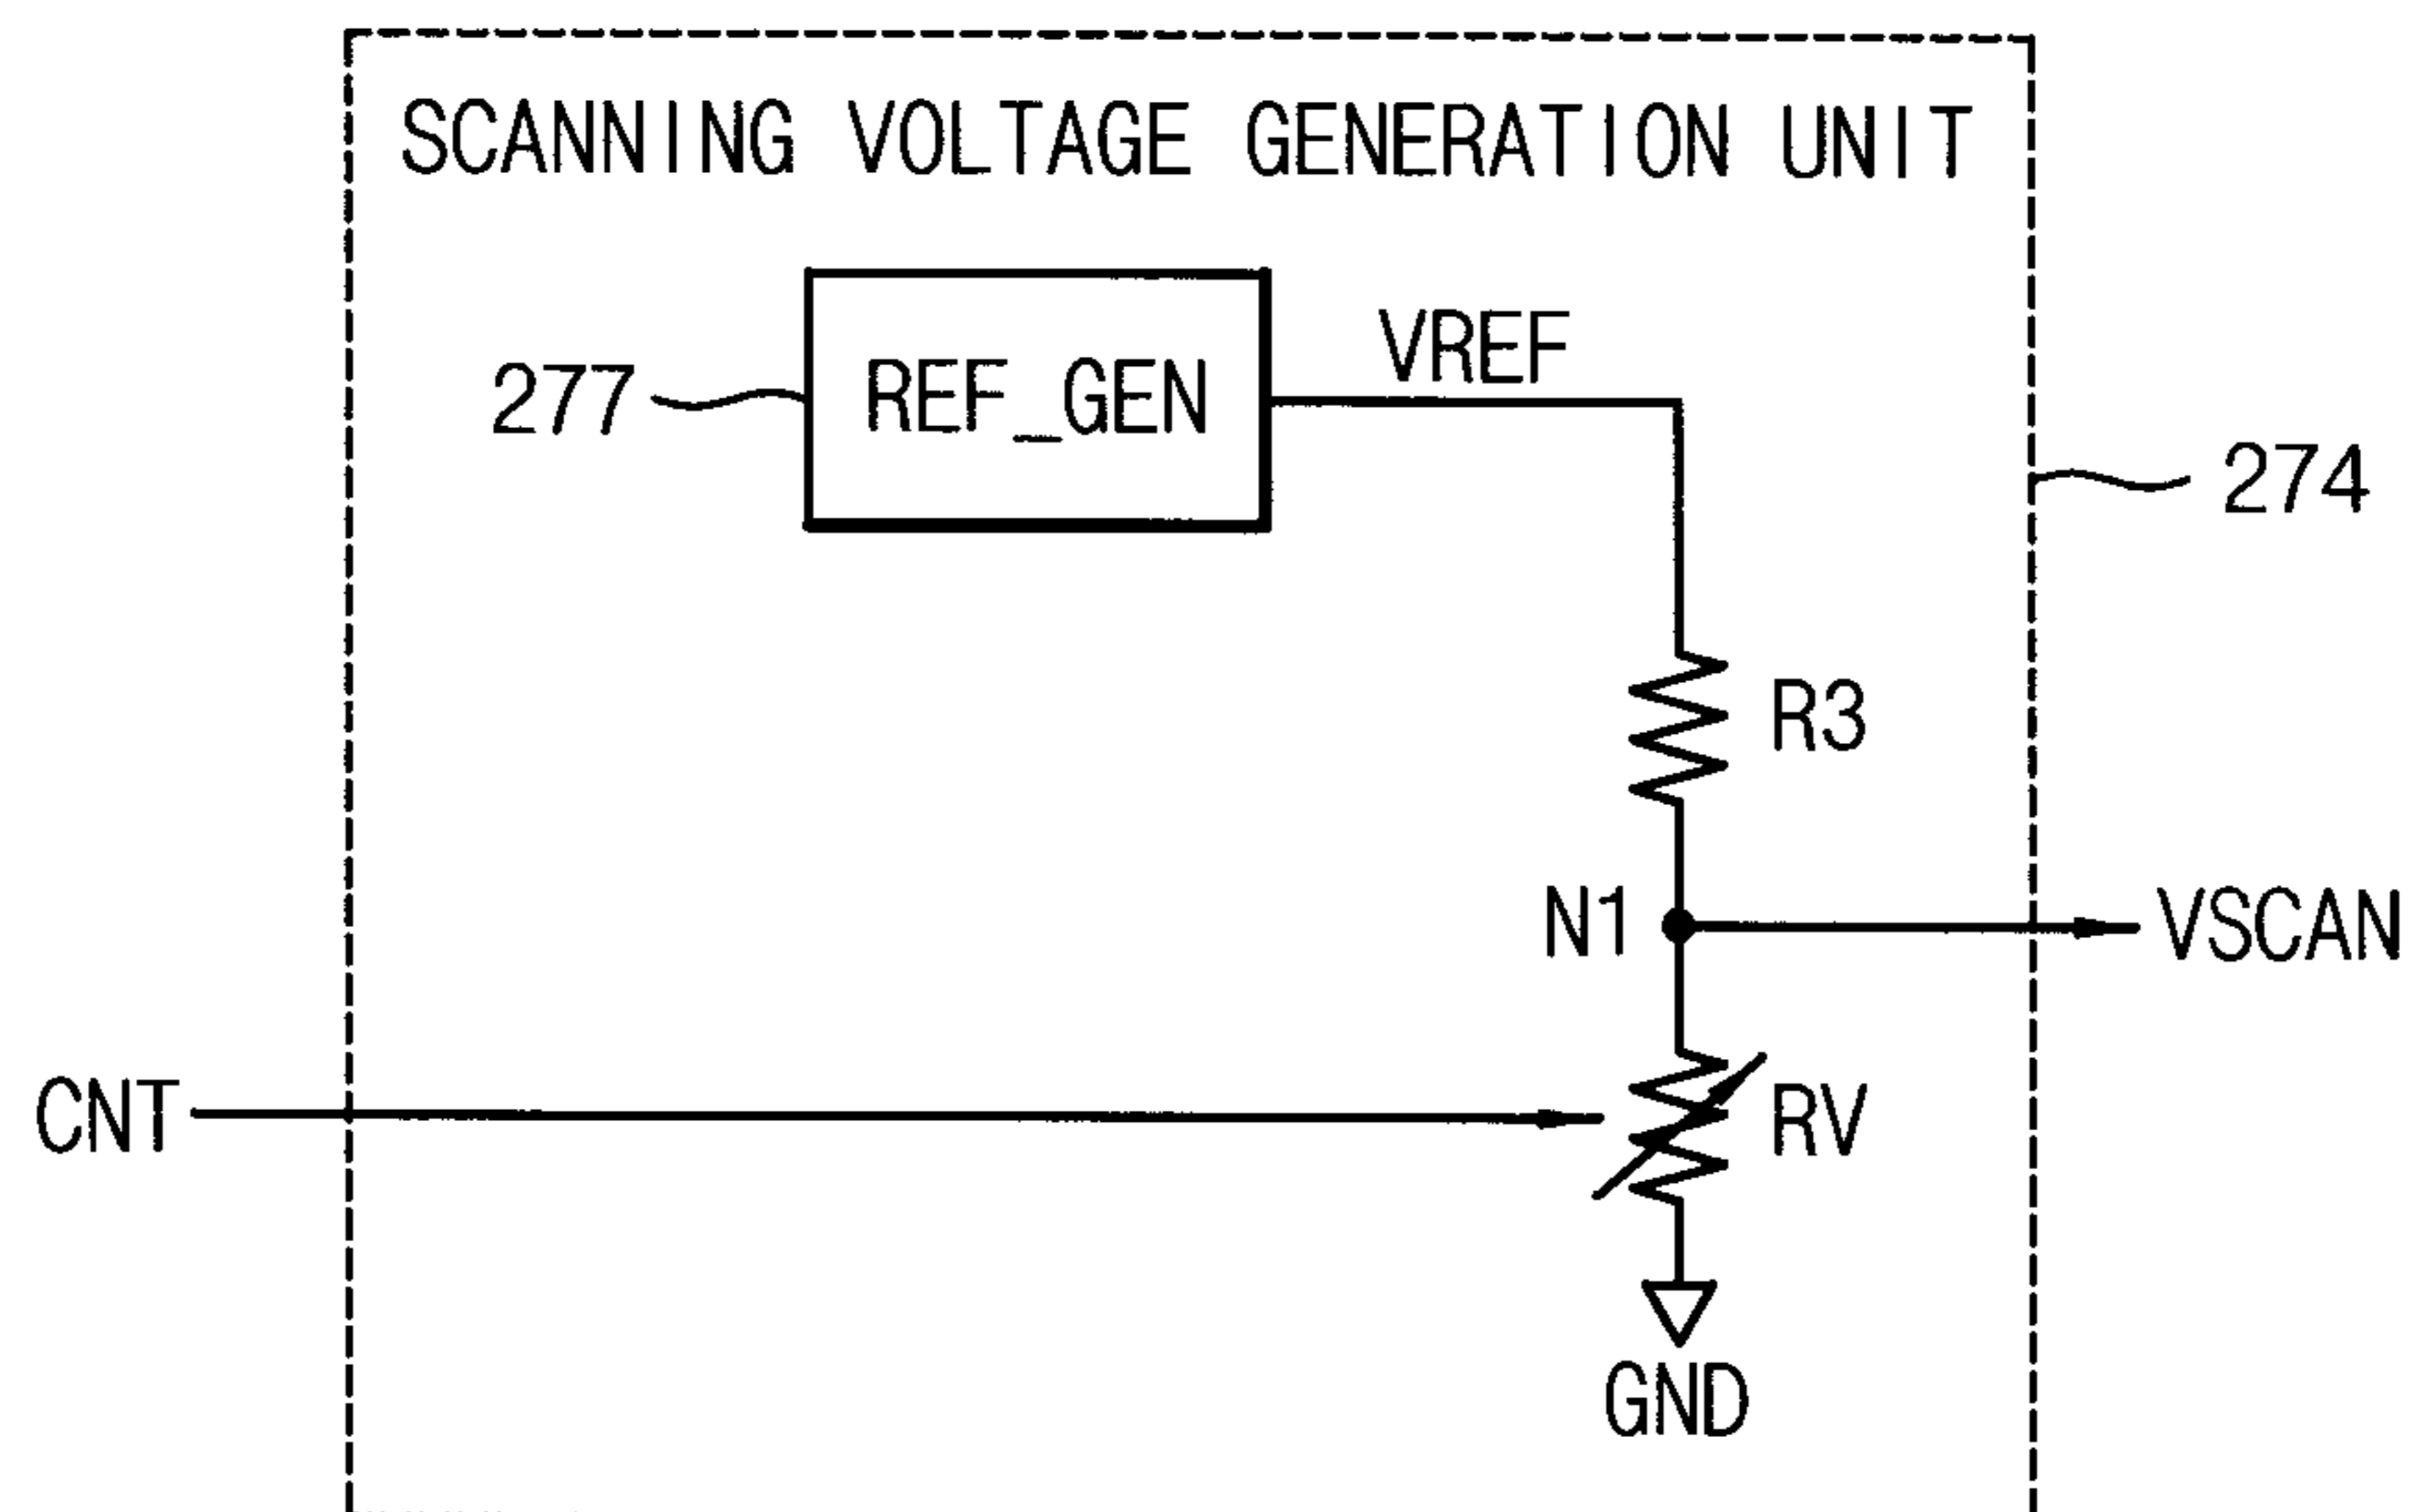 SCANNING VOLTAGE GENERATION UNIT
VREF
277
REF_GEN
274
R3
N1
VSCAN
CNT
RV
GND